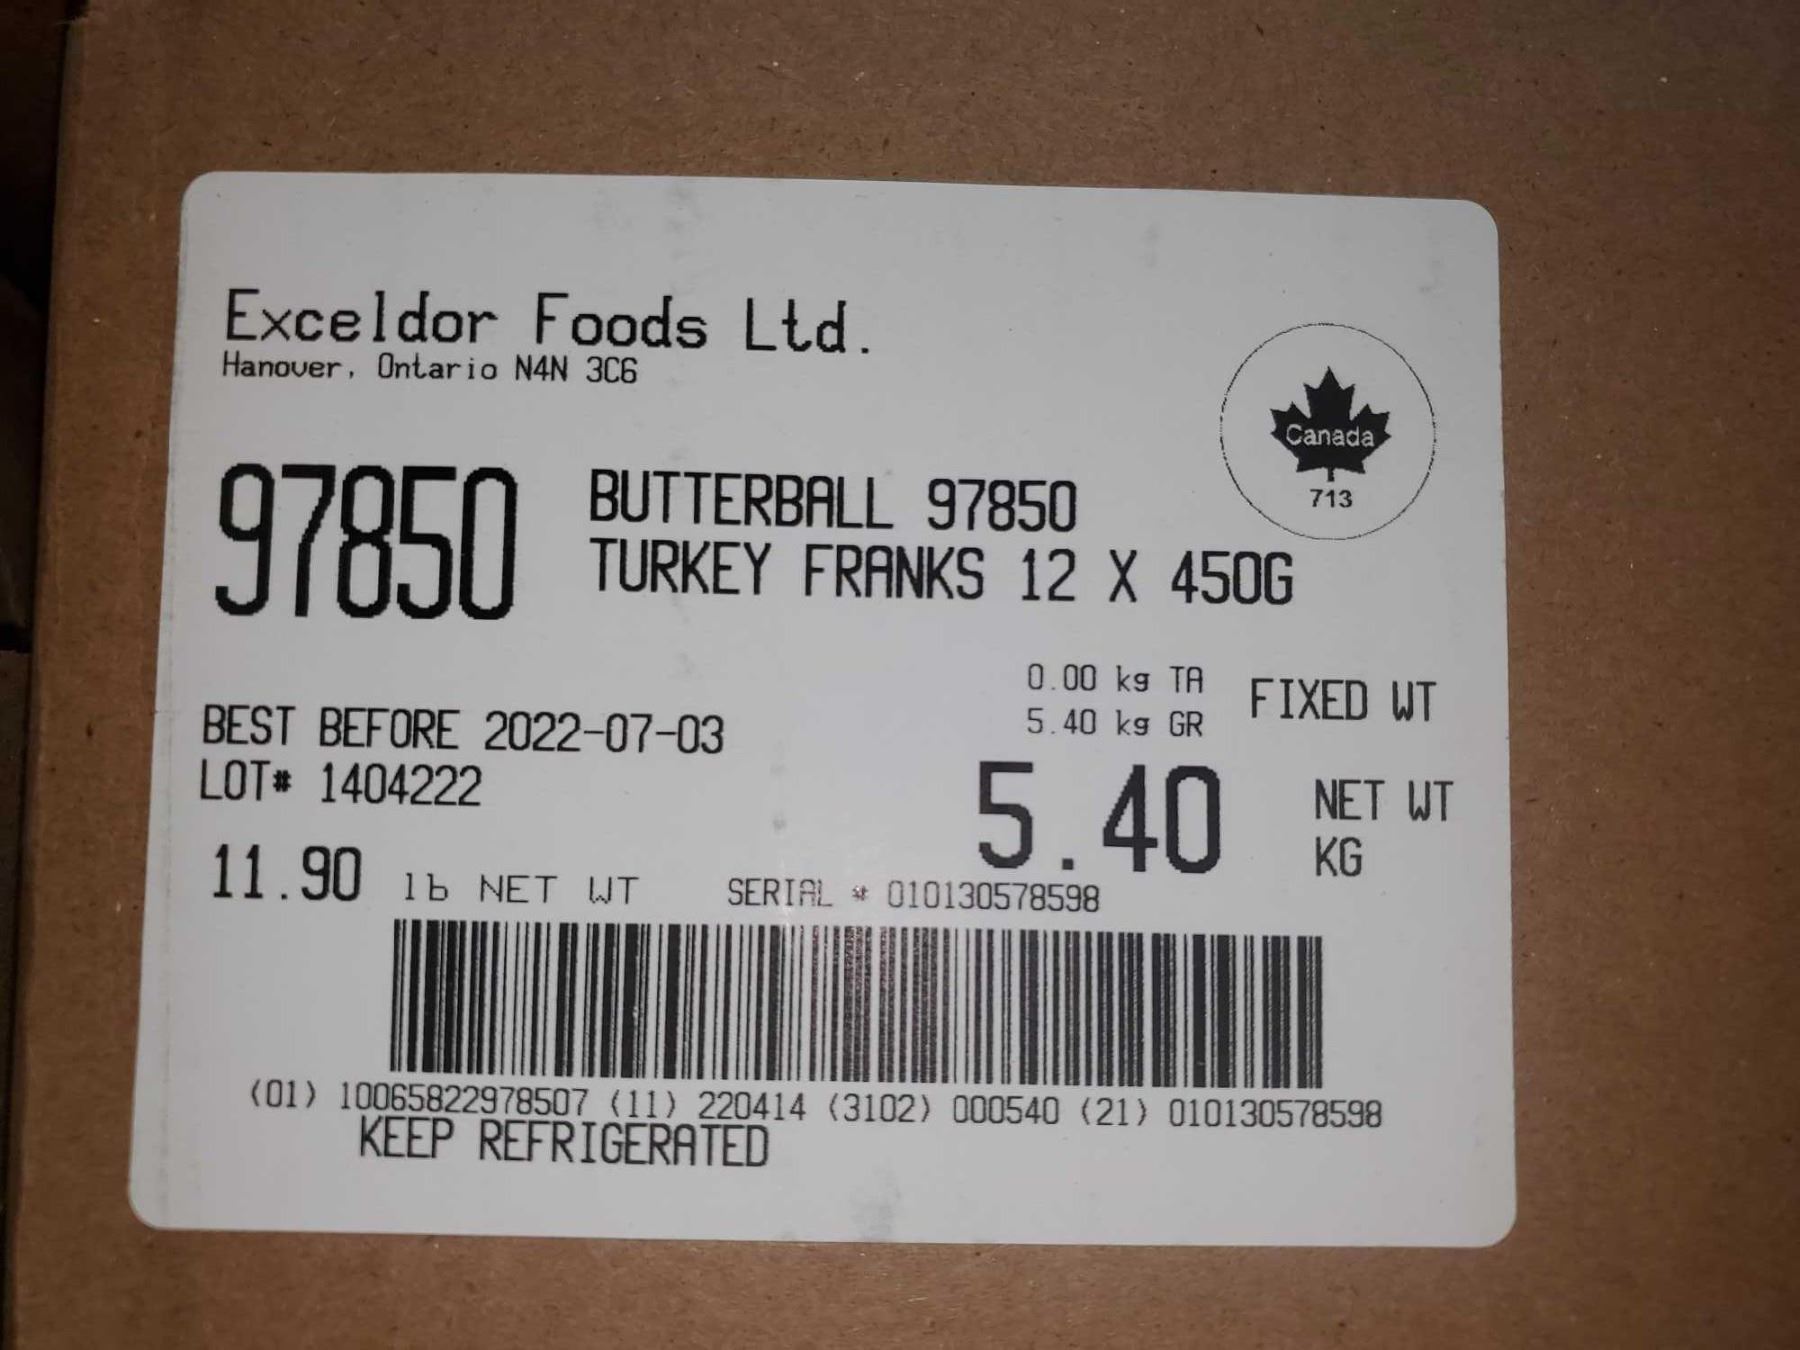 Exceldor Foods Ltd.
Hanover, Ontario N4N 3C6
Canada
713
97850
BUTTERBALL 97850
TURKEY FRANKS 12 X 450G
0.00 kg TA
5.40 kg GR
FIXED WT
BEST BEFORE 2022-07-03
LOT# 1404222
5.40
NET WT
KG
11.90 lb NET WT
SERIAL # 010130578598
(01) 10065822978507 (11) 220414 (3102) 000540 (21) 010130578598
KEEP REFRIGERATED